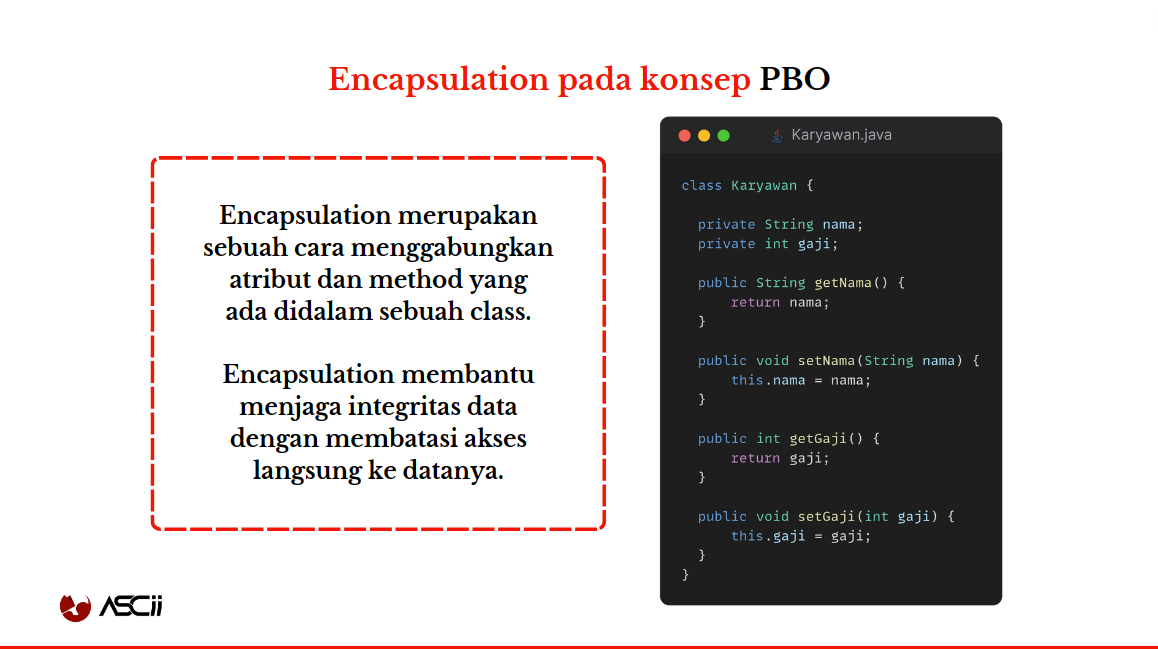 Encapsulation pada konsep PBO
Encapsulation merupakan
sebuah cara menggabungkan
atribut dan method yang
ada didalam sebuah class.
Encapsulation membantu
menjaga integritas data
dengan membatasi akses
langsung ke datanya.
Karyawan.java
class Karyawan {
private String nama;
private int gaji;
public String getNama() {
return nama;
}
public void setNama(String nama) {
this.nama = nama;
}
public int getGaji() {
return gaji;
}
public void setGaji(int gaji) {
this.gaji = gaji;
}
}
ASCii